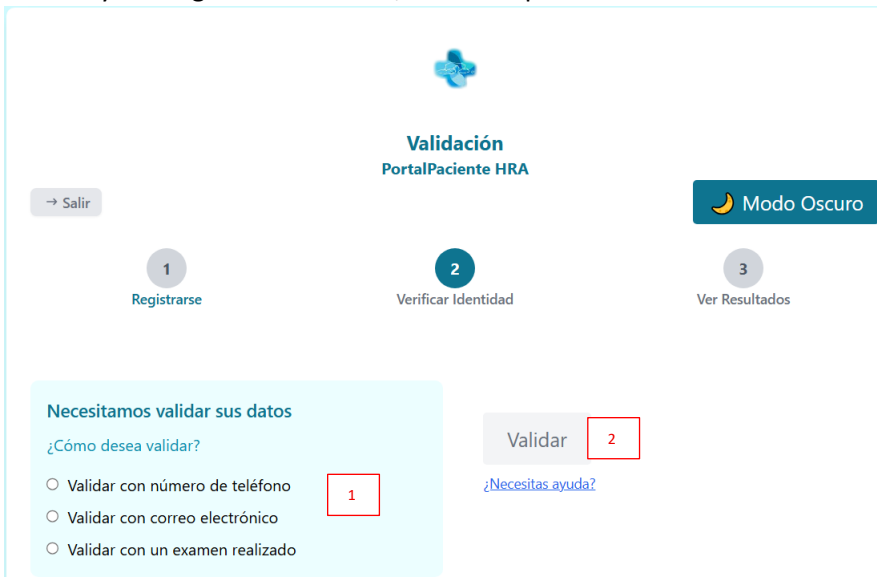 Validación
PortalPaciente HRA
→ Salir
🌙 Modo Oscuro
1
2
3
Registrarse
Verificar Identidad
Ver Resultados
Necesitamos validar sus datos
¿Cómo desea validar?
Validar con número de teléfono
Validar con correo electrónico
Validar con un examen realizado
1
Validar
2
¿Necesitas ayuda?